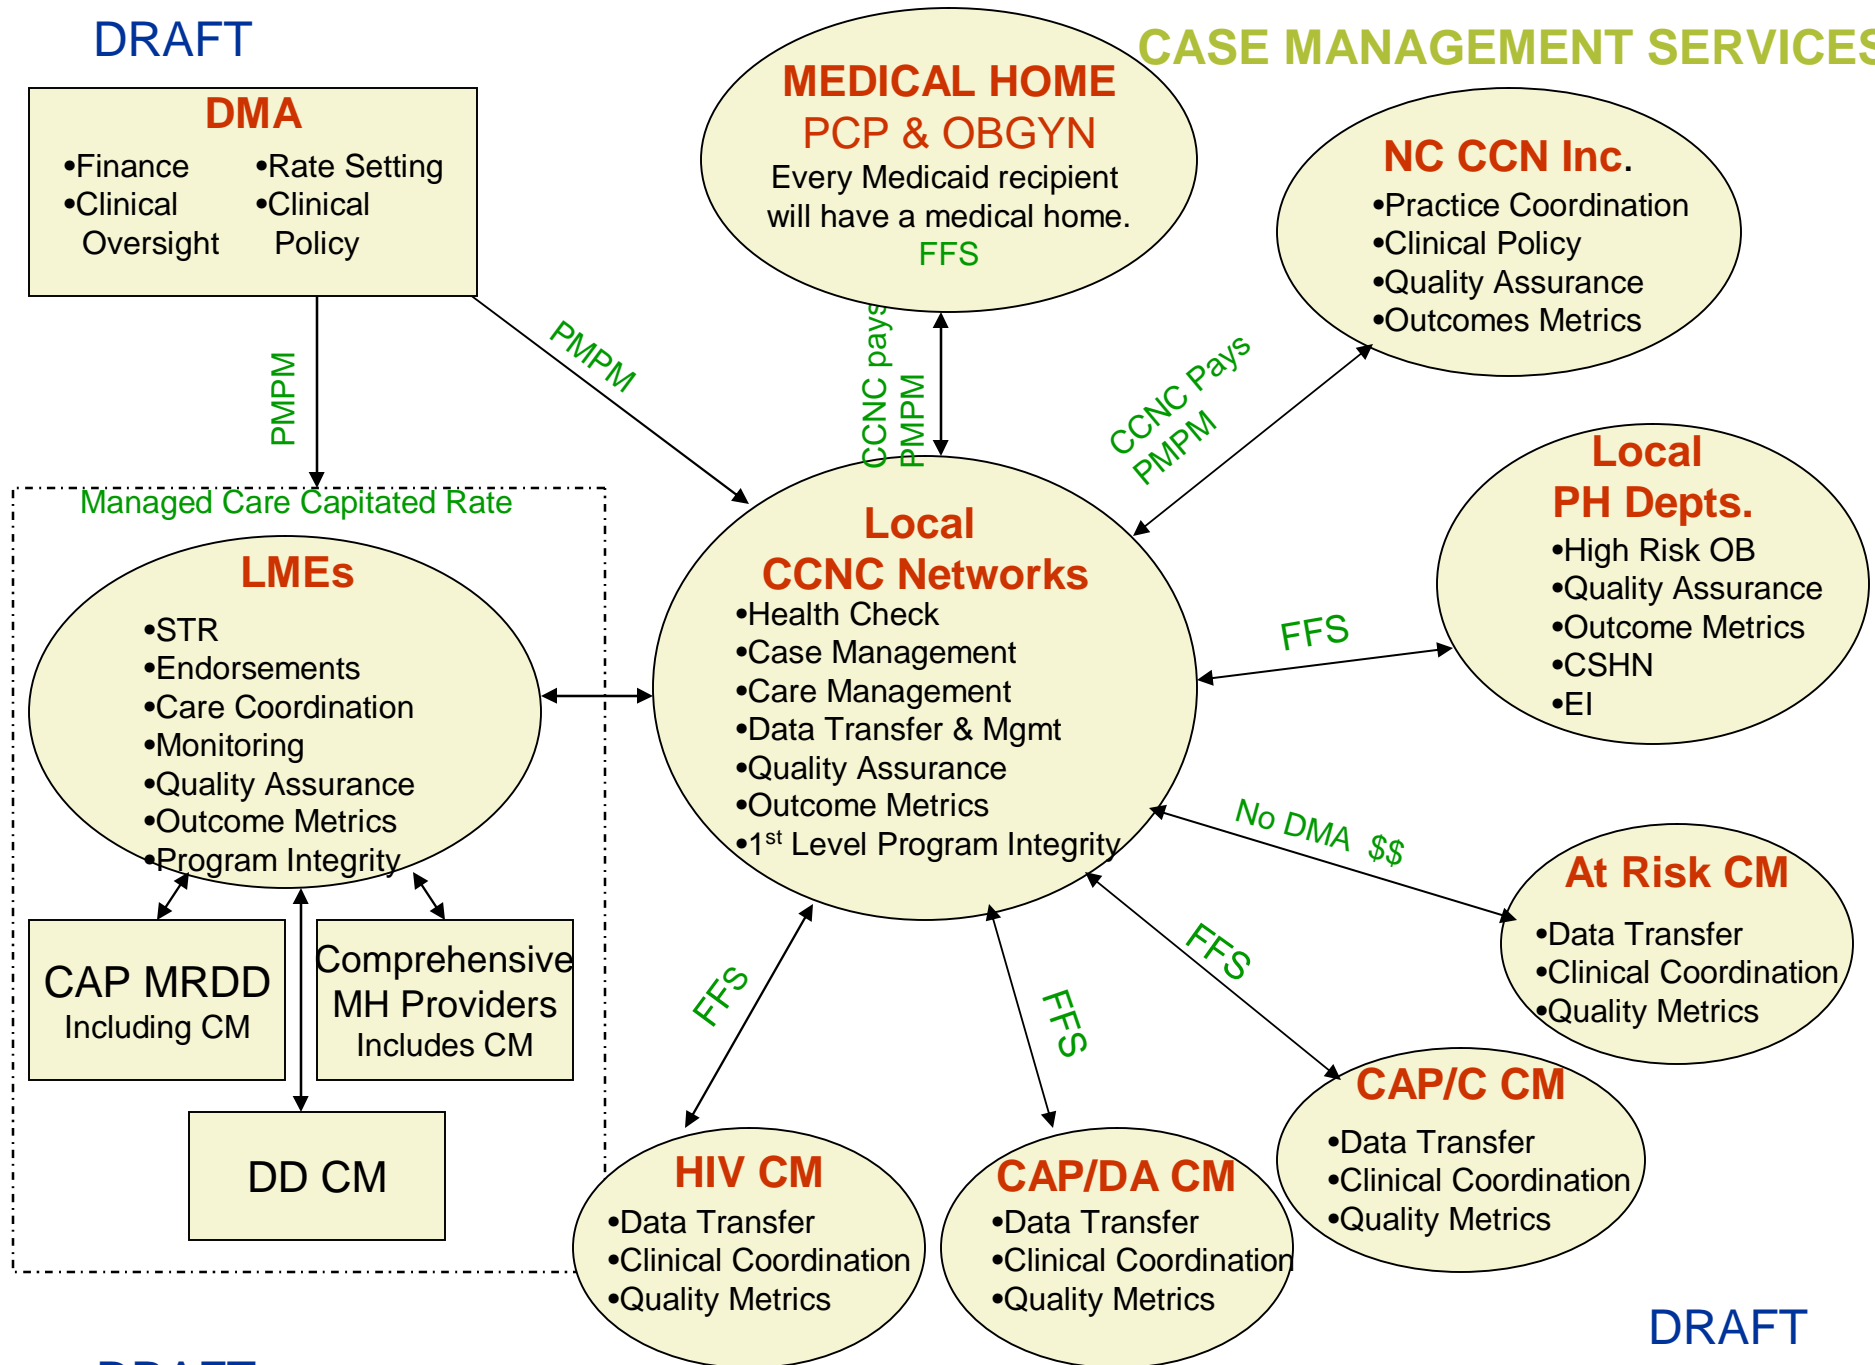 DRAFT
CASE MANAGEMENT SERVICES
DMA
•Finance
•Clinical
Oversight
•Rate Setting
•Clinical
Policy
MEDICAL HOME
PCP & OBGYN
Every Medicaid recipient
will have a medical home.
FFS
NC CCN Inc.
•Practice Coordination
•Clinical Policy
•Quality Assurance
•Outcomes Metrics
PMPM
PMPM
CCNC pays
PMPM
CCNC Pays
PMPM
Managed Care Capitated Rate
LMEs
•STR
•Endorsements
•Care Coordination
•Monitoring
•Quality Assurance
•Outcome Metrics
•Program Integrity
Local
CCNC Networks
•Health Check
•Case Management
•Care Management
•Data Transfer & Mgmt
•Quality Assurance
•Outcome Metrics
•1st Level Program Integrity
Local
PH Depts.
•High Risk OB
•Quality Assurance
•Outcome Metrics
•CSHN
•EI
FFS
No DMA $$
At Risk CM
•Data Transfer
•Clinical Coordination
•Quality Metrics
CAP MRDD
Including CM
Comprehensive
MH Providers
Includes CM
DD CM
FFS
FFS
FFS
HIV CM
•Data Transfer
•Clinical Coordination
•Quality Metrics
CAP/DA CM
•Data Transfer
•Clinical Coordination
•Quality Metrics
CAP/C CM
•Data Transfer
•Clinical Coordination
•Quality Metrics
DRAFT
DRAFT